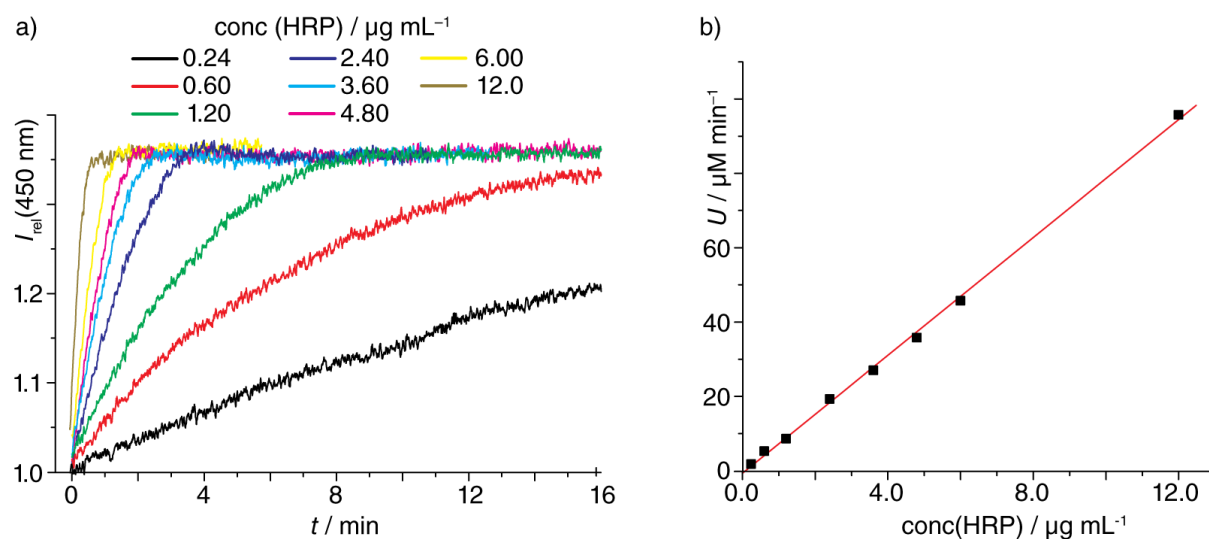 a)
conc (HRP) / µg mL⁻¹
0.24 2.40 6.00
0.60 3.60 12.0
1.20 4.80
I_rel(450 nm)
1.2
1.1
1.0
0 4 8 12 16
t / min
b)
U / µM min⁻¹
60
40
20
0
0.0 4.0 8.0 12.0
conc(HRP) / µg mL⁻¹